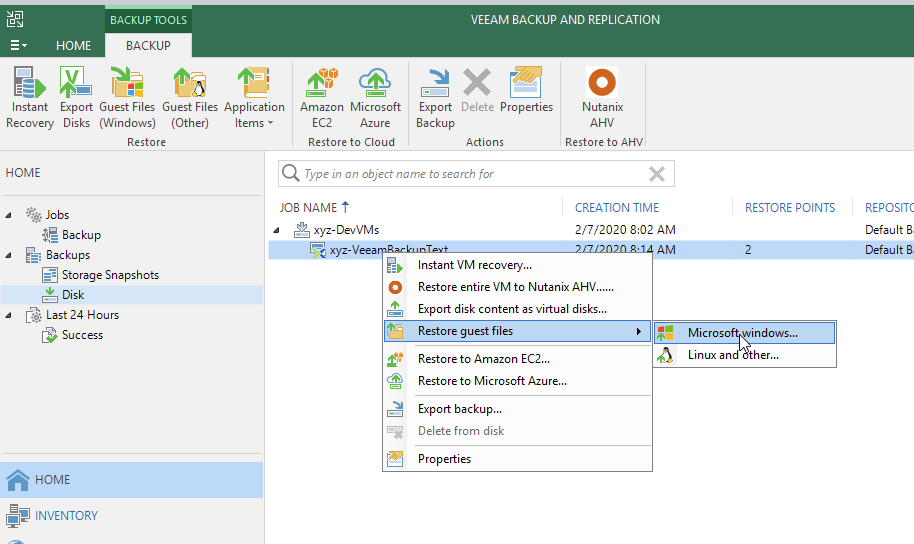 BACKUP TOOLS
VEEAM BACKUP AND REPLICATION
HOME
BACKUP
Instant Recovery
Export Disks
Guest Files (Windows)
Guest Files (Other)
Application Items
Amazon EC2
Microsoft Azure
Export Backup
Delete
Properties
Nutanix AHV
Restore
Restore to Cloud
Actions
Restore to AHV
HOME
Jobs
Backup
Backups
Storage Snapshots
Disk
Last 24 Hours
Success
HOME
INVENTORY
Type in an object name to search for
JOB NAME
CREATION TIME
RESTORE POINTS
REPOSITO
xyz-DevVMs
2/7/2020 8:02 AM
Default B
xyz-VeeamBackupText
2/7/2020 8:14 AM
2
Default B
Instant VM recovery...
Restore entire VM to Nutanix AHV......
Export disk content as virtual disks...
Restore guest files
Microsoft windows...
Linux and other...
Restore to Amazon EC2...
Restore to Microsoft Azure...
Export backup...
Delete from disk
Properties